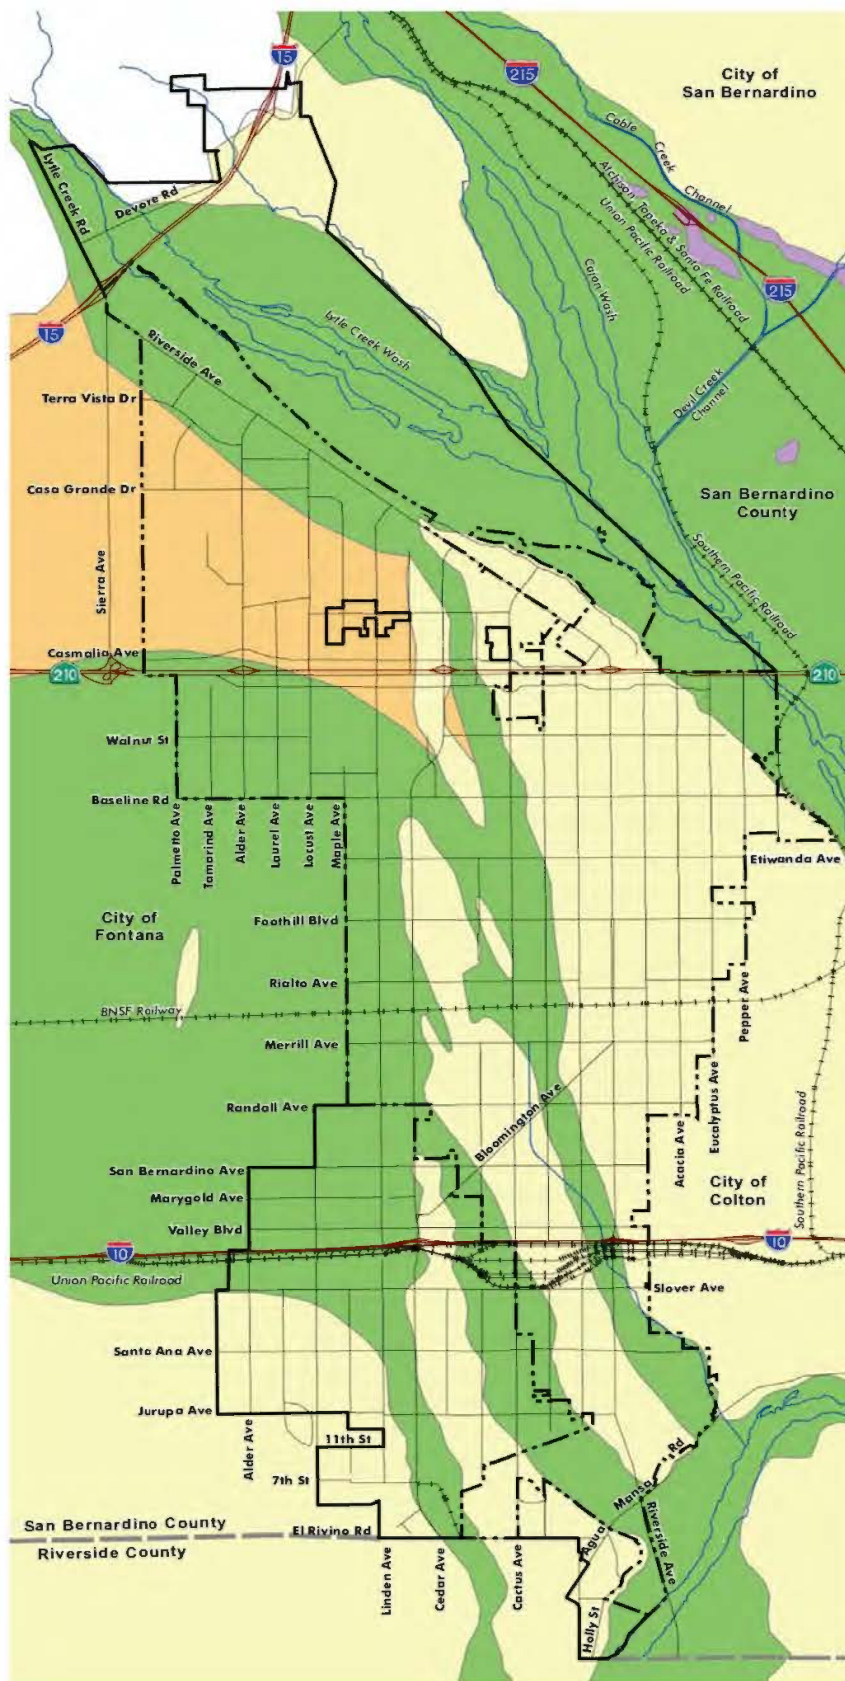 15
215
City of
San Bernardino
Cable
Creek
Channel
Lytle Creek Rd
Devore Rd
Atchison Topeka & Santa Fe Railroad
Union Pacific Railroad
Cajon Wash
215
15
Lytle Creek Wash
Riverside Ave
Devil Creek
Channel
Terra Vista Dr
Casa Grande Dr
San Bernardino
County
Sierra Ave
Southern Pacific Railroad
Casmalia Ave
210
210
Walnut St
Baseline Rd
Palmetto Ave
Tamarind Ave
Alder Ave
Laurel Ave
Locust Ave
Maple Ave
Etiwanda Ave
City of
Fontana
Foothill Blvd
Rialto Ave
Pepper Ave
BNSF Railway
Merrill Ave
Eucalyptus Ave
Randall Ave
Bloomington Ave
Acacia Ave
Southern Pacific Railroad
San Bernardino Ave
City of
Colton
Marygold Ave
Valley Blvd
10
10
Union Pacific Railroad
Slover Ave
Santa Ana Ave
Jurupa Ave
Alder Ave
11th St
7th St
Agua Mansa Rd
Riverside Ave
San Bernardino County
Riverside County
El Rivino Rd
Linden Ave
Cedar Ave
Cactus Ave
Holly St